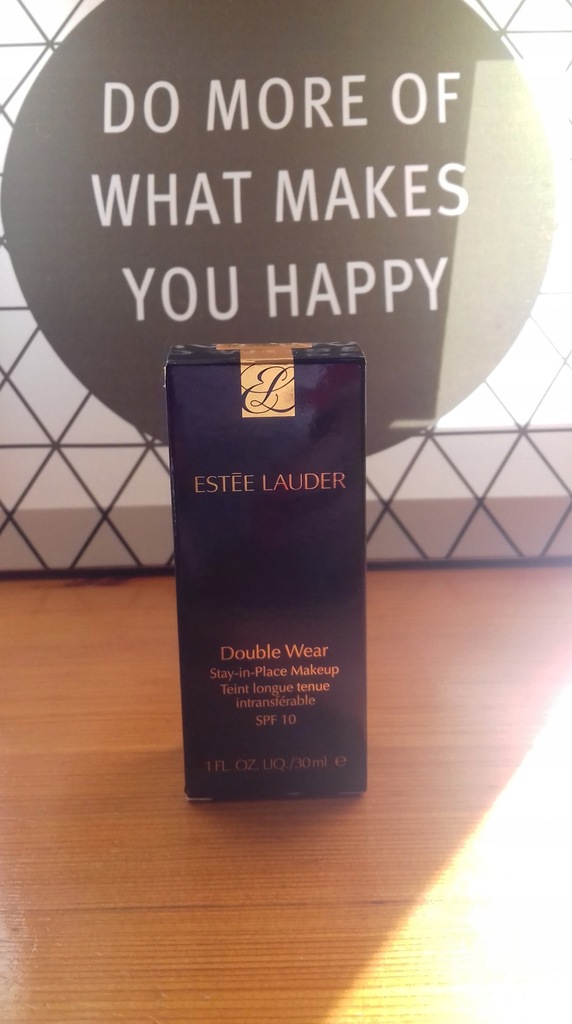 DO MORE OF
WHAT MAKES
YOU HAPPY
EL
ESTĒE LAUDER
Double Wear
Stay-in-Place Makeup
Teint longue tenue
intransférable
SPF 10
1 FL. OZ. LIQ./30ml ℮